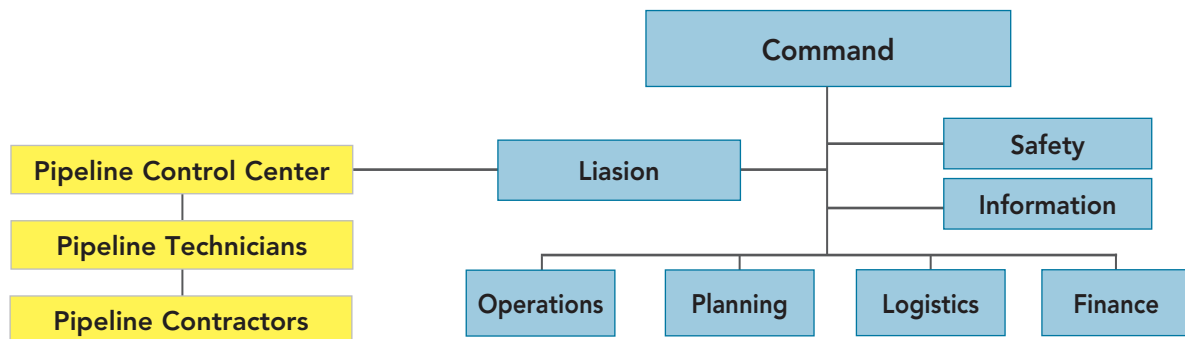 Command
Safety
Pipeline Control Center
Liasion
Information
Pipeline Technicians
Operations
Planning
Logistics
Finance
Pipeline Contractors